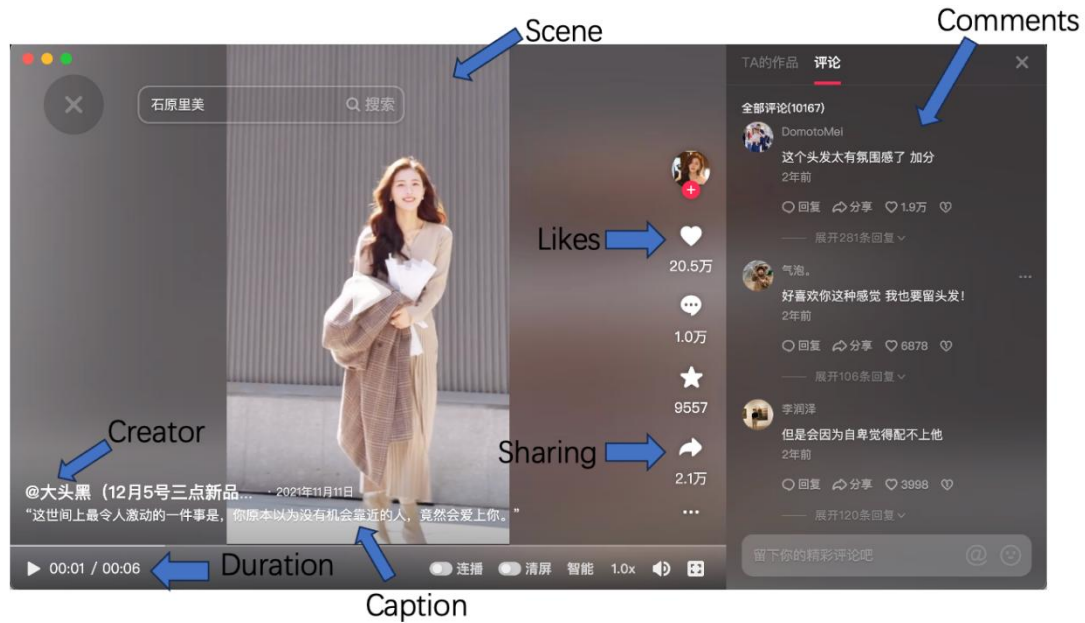 Comments
Scene
TA的作品 评论
石原里美 搜索
全部评论(10167)
DomotoMei
这个头发太有氛围感了 加分
2年前
回复 分享 1.9万
展开281条回复
Likes
20.5万
气泡。
好喜欢你这种感觉 我也要留头发!
2年前
1.0万
回复 6878
分享
展开106条回复
9557
李润泽
但是会因为自卑觉得配不上他
2年前
Creator
Sharing
2.1万
回复 分享 3998
@大头黑（12月5号三点新品... · 2021年11月11日
“这世间上最令人激动的一件事是，你原本以为没有机会靠近的人，竟然会爱上你。”
展开120条回复
留下你的精彩评论吧
00:01 / 00:06
Duration
连播 清屏 智能 1.0x
Caption